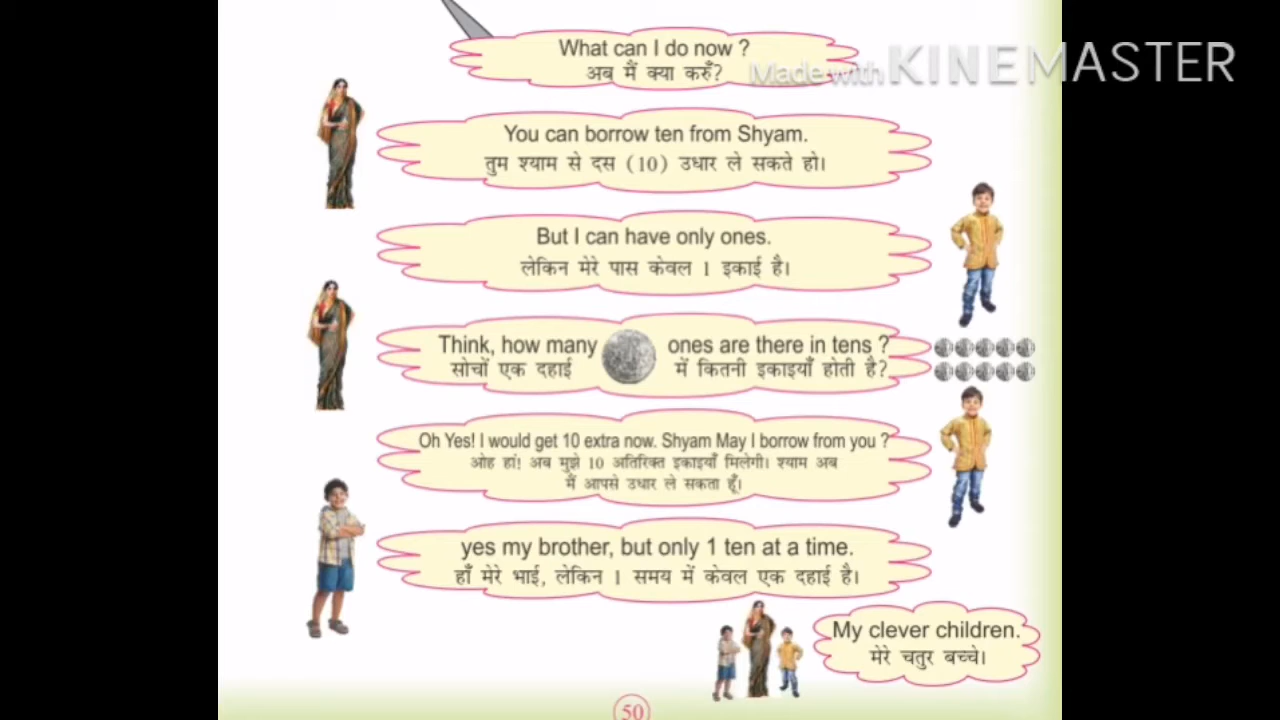 What can I do now ?
अब मैं क्या करुँ?
Made with KINEMASTER
You can borrow ten from Shyam.
तुम श्याम से दस (10) उधार ले सकते हो।
But I can have only ones.
लेकिन मेरे पास केवल 1 इकाई है।
Think, how many ones are there in tens ?
सोचों एक दहाई में कितनी इकाइयाँ होती है?
Oh Yes! I would get 10 extra now. Shyam May I borrow from you ?
ओह हां! अब मुझे 10 अतिरिक्त इकाइयाँ मिलेगी। श्याम अब
मैं आपसे उधार ले सकता हूँ।
yes my brother, but only 1 ten at a time.
हाँ मेरे भाई, लेकिन 1 समय में केवल एक दहाई है।
My clever children.
मेरे चतुर बच्चे।
50